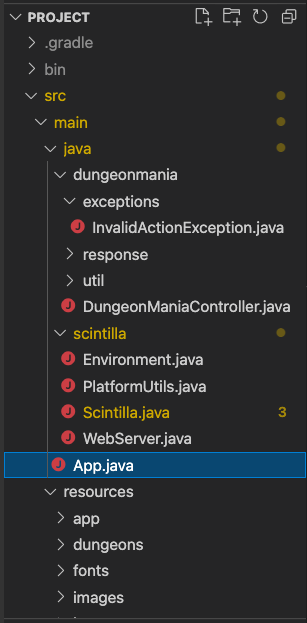 PROJECT
.gradle
bin
src
main
java
dungeonmania
exceptions
J InvalidActionException.java
response
util
J DungeonManiaController.java
scintilla
J Environment.java
J PlatformUtils.java
J Scintilla.java 3
J WebServer.java
J App.java
resources
app
dungeons
fonts
images